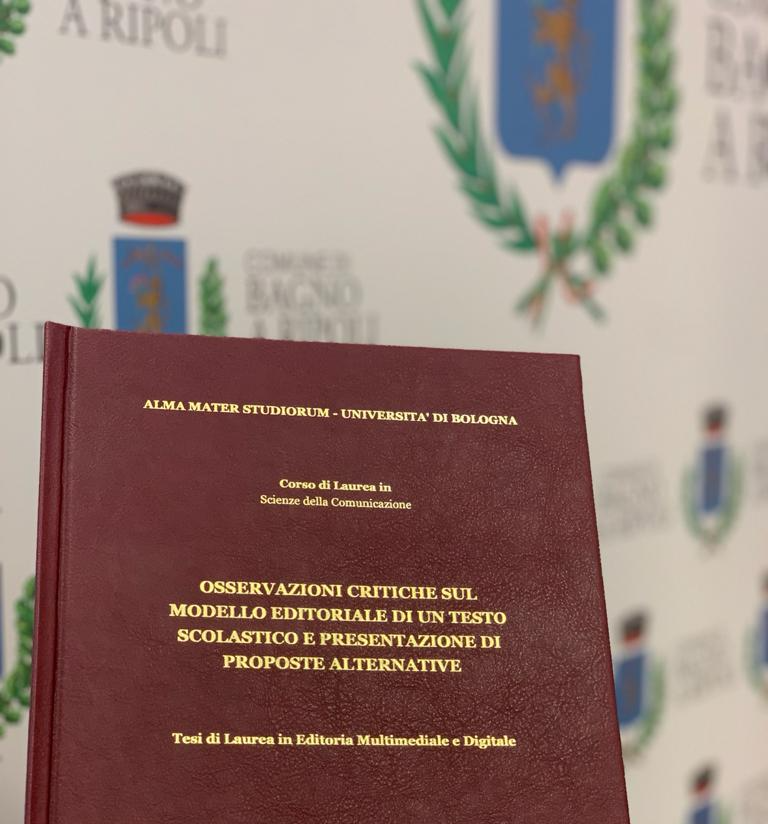 A RIPOLI
COMUNE DI
BAGNO
A RIPOLI
ALMA MATER STUDIORUM - UNIVERSITA' DI BOLOGNA
Corso di Laurea in
Scienze della Comunicazione
OSSERVAZIONI CRITICHE SUL
MODELLO EDITORIALE DI UN TESTO
SCOLASTICO E PRESENTAZIONE DI
PROPOSTE ALTERNATIVE
Tesi di Laurea in Editoria Multimediale e Digitale